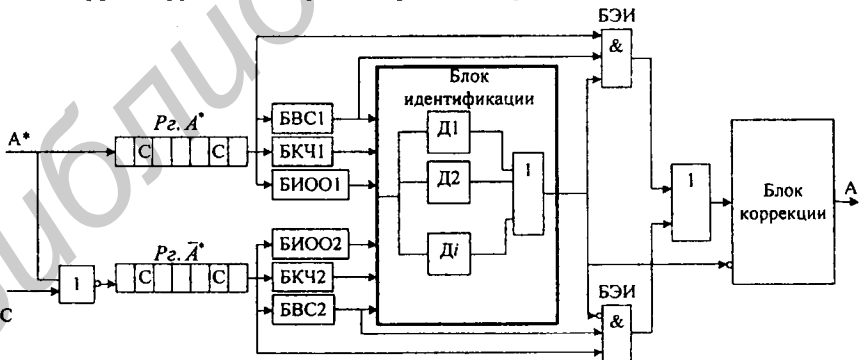 БЭИ
&
Блок
идентификации
Рг. А*
БВС1
А*
С
С
БКЧ1
Д1
1
БИОО1
Д2
1
Блок
коррекции
А
Рг. Ā*
БИОО2
Дi
1
С
С
БКЧ2
С
БВС2
БЭИ
&